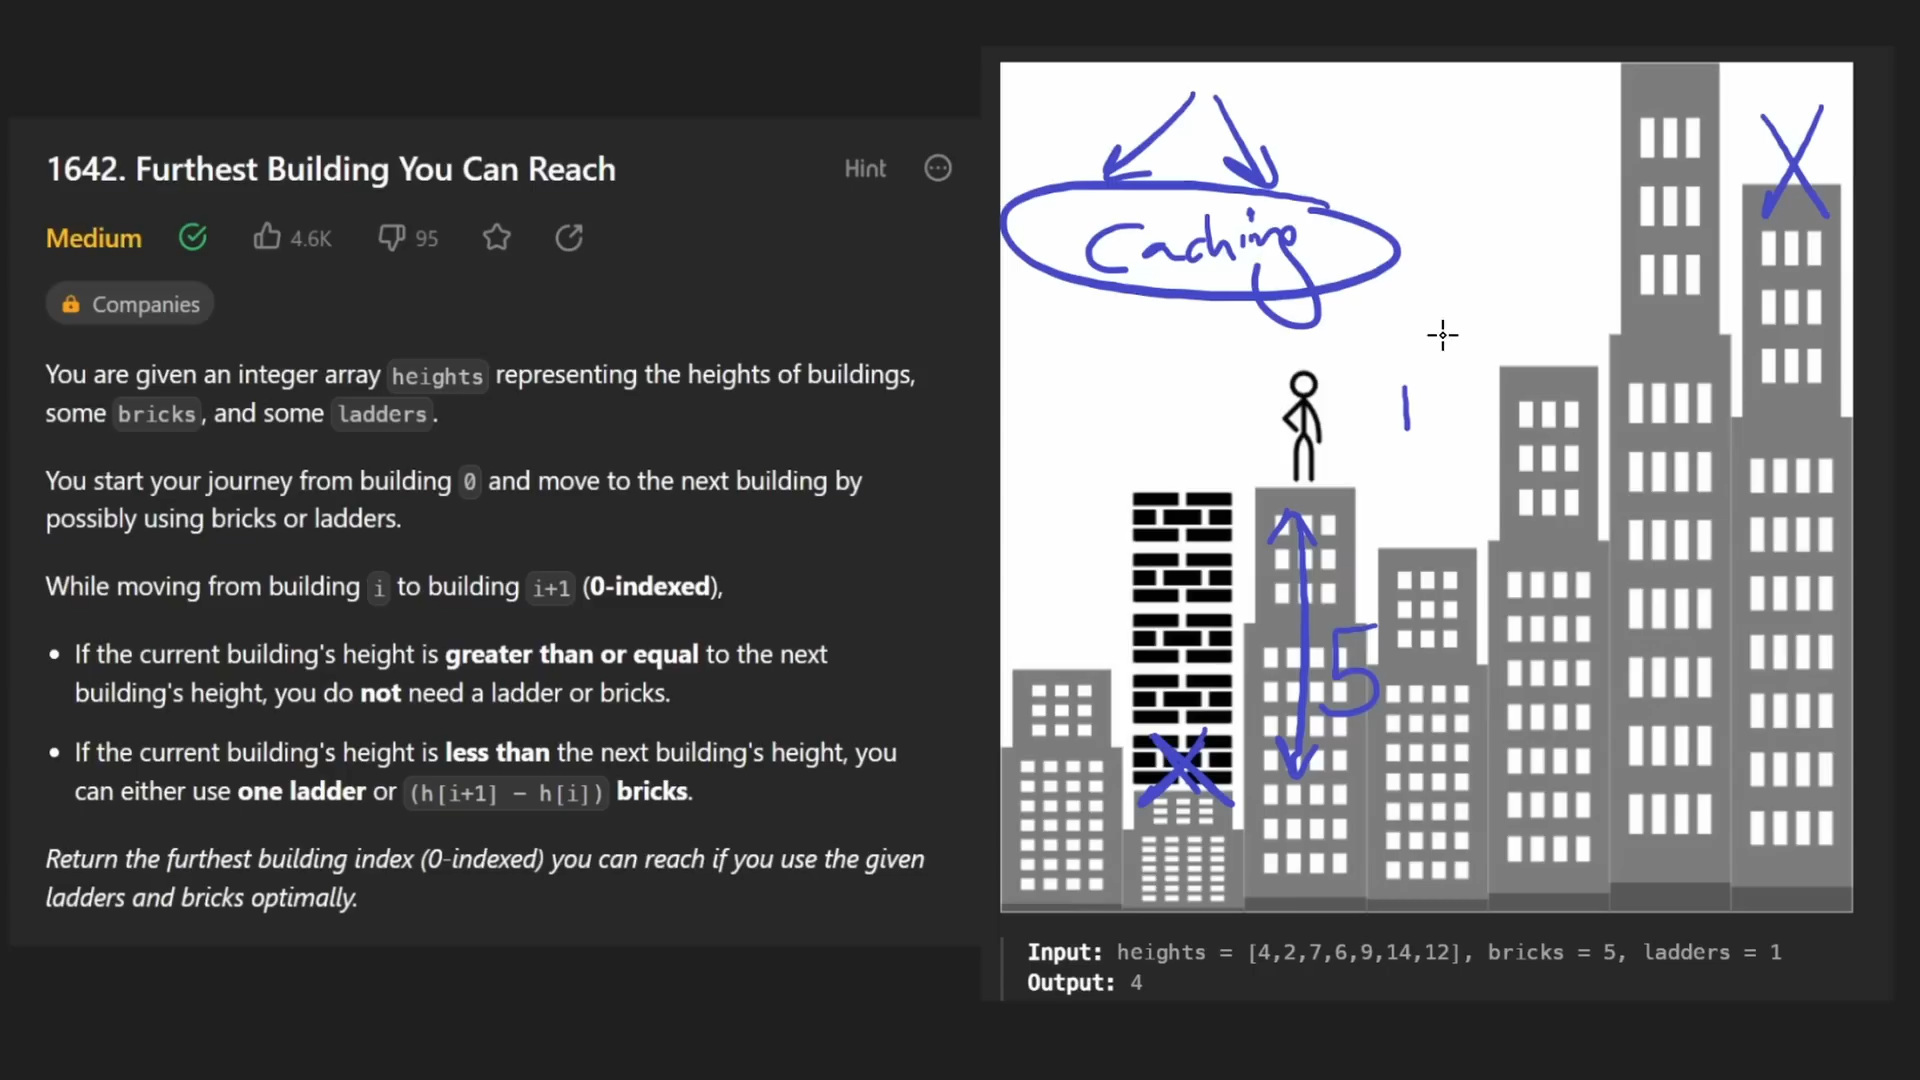 1642. Furthest Building You Can Reach
Hint
Medium
4.6K
95
Companies
You are given an integer array heights representing the heights of buildings,
some bricks, and some ladders.
You start your journey from building 0 and move to the next building by
possibly using bricks or ladders.
While moving from building i to building i+1 (0-indexed),
• If the current building's height is greater than or equal to the next
building's height, you do not need a ladder or bricks.
• If the current building's height is less than the next building's height, you
can either use one ladder or (h[i+1] − h[i]) bricks.
Return the furthest building index (0-indexed) you can reach if you use the given
ladders and bricks optimally.
Caching
5
Input: heights = [4,2,7,6,9,14,12], bricks = 5, ladders = 1
Output: 4